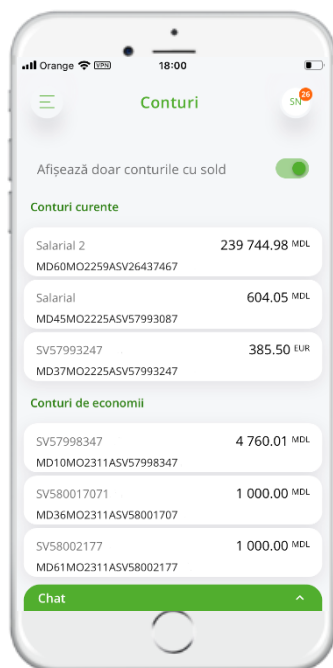 Orange VPN 18:00
Conturi
SN 26
Afișează doar conturile cu sold
Conturi curente
Salarial 2 239 744.98 MDL
MD60MO2259ASV26437467
Salarial 604.05 MDL
MD45MO2225ASV57993087
SV57993247 385.50 EUR
MD37MO2225ASV57993247
Conturi de economii
SV57998347 4 760.01 MDL
MD10MO2311ASV57998347
SV580017071 1 000.00 MDL
MD36MO2311ASV58001707
SV58002177 1 000.00 MDL
MD61MO2311ASV58002177
Chat